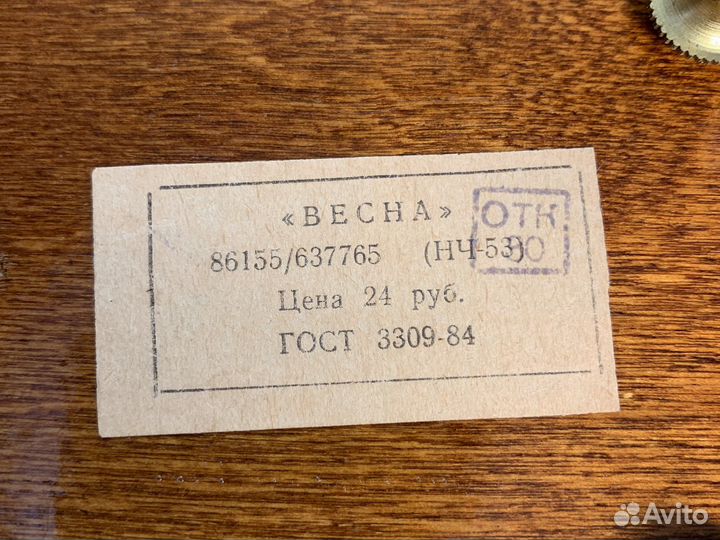 «ВЕСНА»
ОТК
86155/637765 (НЧ-53)
Цена 24 руб.
ГОСТ 3309-84
Avito